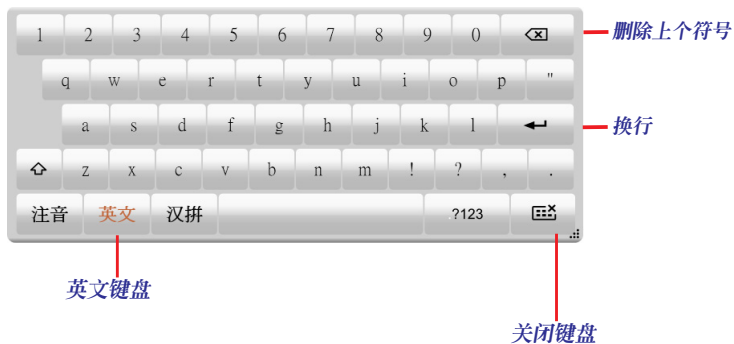 1 2 3 4 5 6 7 8 9 0
删除上个符号
q w e r t y u i o p "
a s d f g h j k l
换行
z x c v b n m ! ? , .
注音 英文 汉拼 .?123
英文键盘
关闭键盘